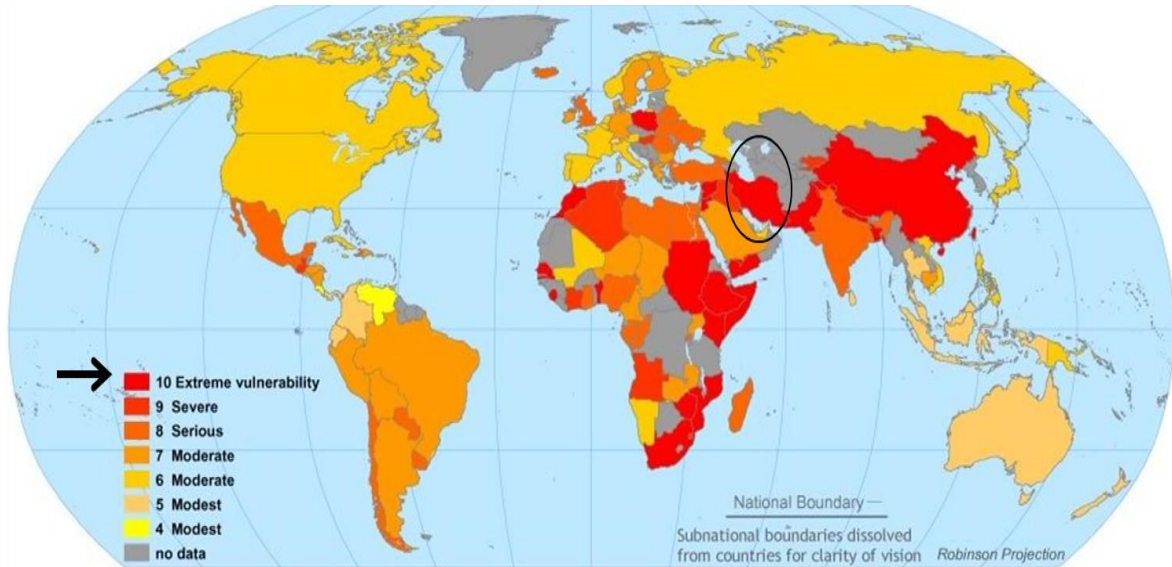 10 Extreme vulnerability
9 Severe
8 Serious
7 Moderate
6 Moderate
5 Modest
4 Modest
no data
National Boundary
Subnational boundaries dissolved
from countries for clarity of vision
Robinson Projection